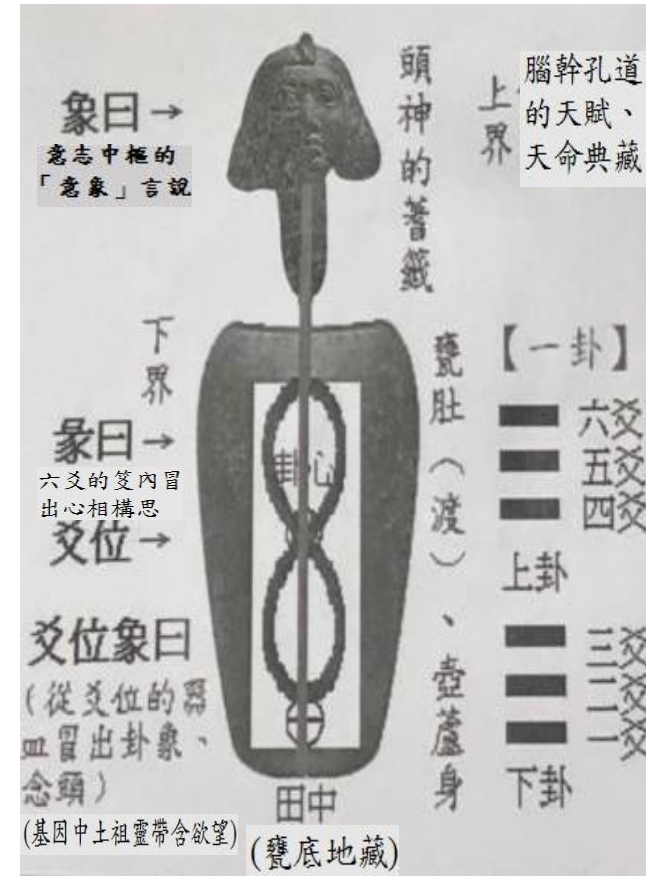 象曰→
意志中樞的
「意象」言說
頭神的蓍籤
上界
腦幹孔道
的天賦、
天命典藏
下界
彖曰→
六爻的笅內冒
出心相構思
爻位→
爻位象曰
(從爻位的器
皿冒出卦象、
念頭)
(基因中土祖靈帶含欲望)
卦心
田中
(甕底地藏)
甕肚(渡)、壺蘆身
【一卦】
六爻
五爻
四爻
上卦
三爻
二爻
一爻
下卦